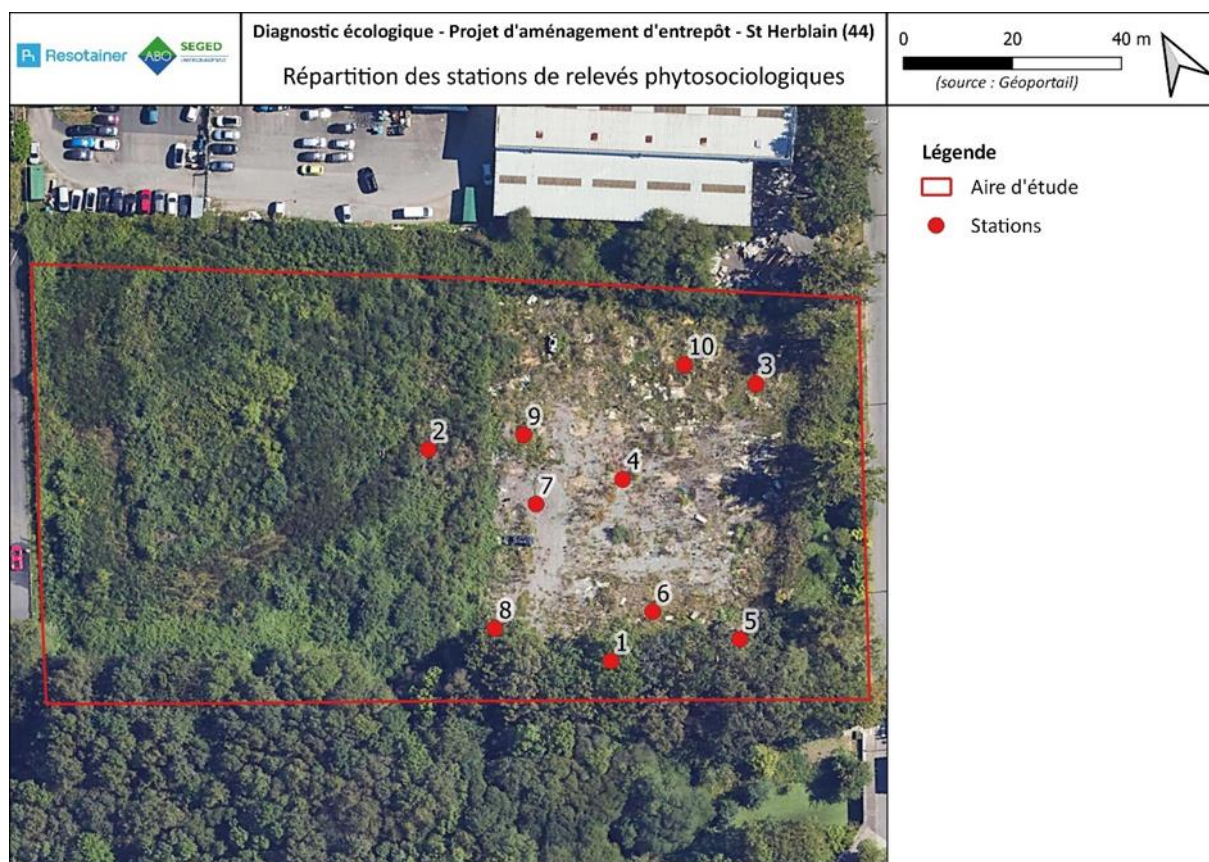 Resotainer
ABO
SEGED
Diagnostic écologique - Projet d'aménagement d'entrepôt - St Herblain (44)
Répartition des stations de relevés phytosociologiques
0 20 40 m
(source : Géoportail)
Légende
Aire d'étude
Stations
10
3
9
2
4
7
6
8
5
1